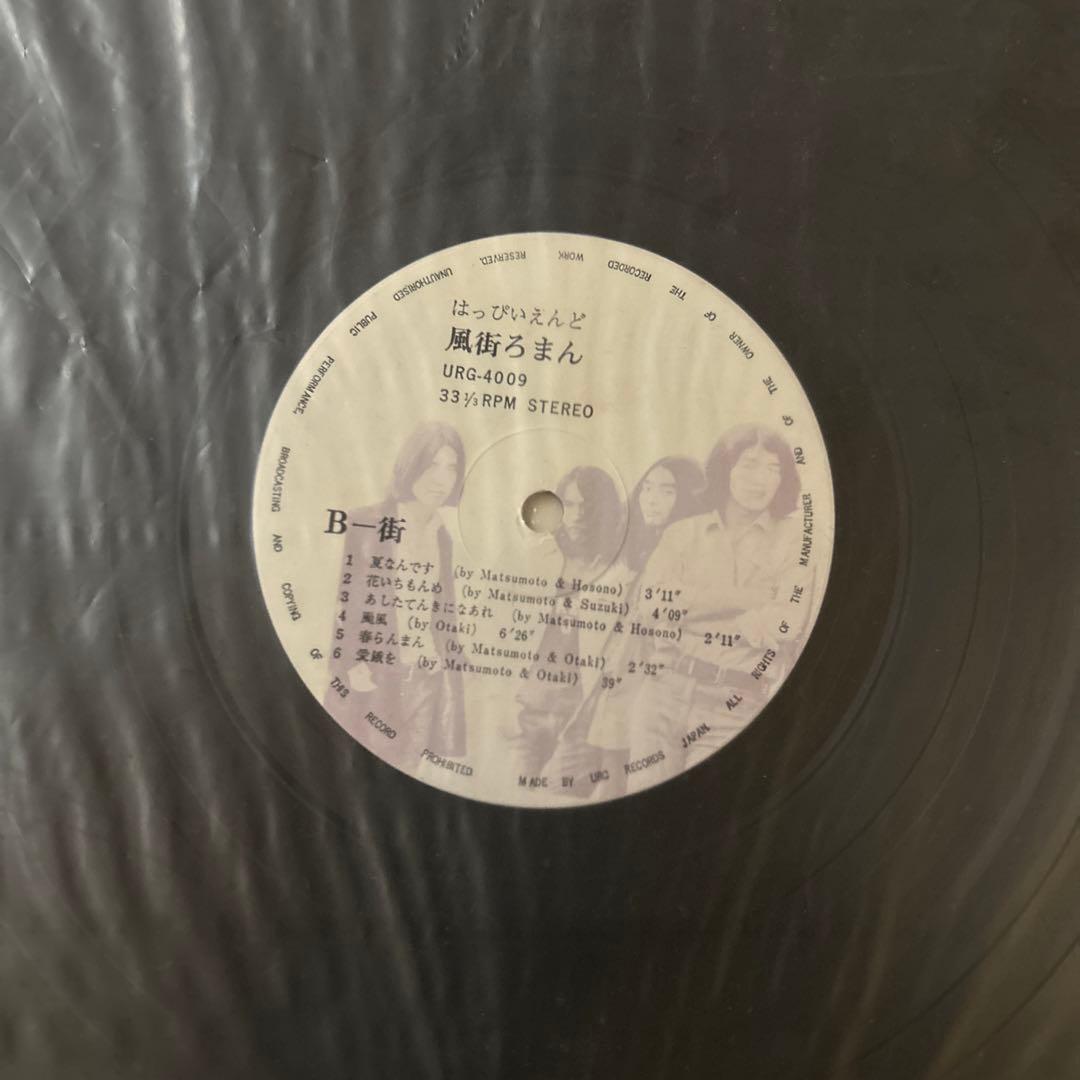 はっぴいえんど
風街ろまん
URG-4009
33 1/3 RPM STEREO
B—街
1 夏なんです (by Matsumoto & Hosono) 3′11″
2 花いちもんめ (by Matsumoto & Suzuki) 4′09″
3 あしたてんきになあれ (by Matsumoto & Hosono) 2′11″
4 颱風 (by Otaki) 6′26″
5 春らんまん (by Matsumoto & Otaki) 2′32″
6 愛餓を (by Matsumoto & Otaki) 39″
MADE BY URG RECORDS JAPAN. ALL RIGHTS OF THE MANUFACTURER AND OF THE OWNER OF THE RECORDED WORK RESERVED. UNAUTHORISED PUBLIC PERFORMANCE, BROADCASTING AND COPYING OF THIS RECORD PROHIBITED